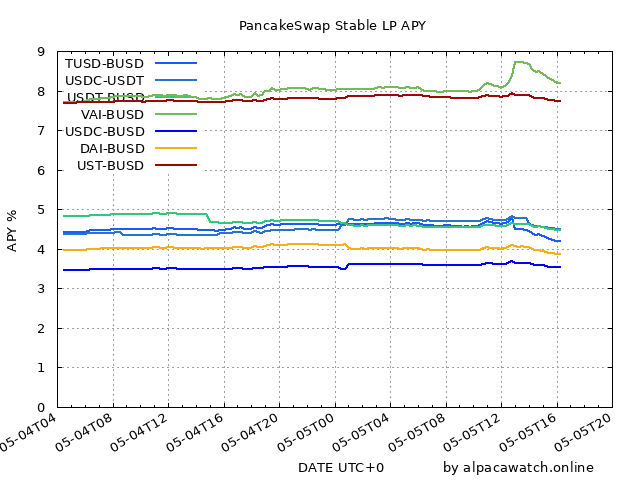 PancakeSwap Stable LP APY
9
8
7
6
5
4
3
2
1
0
APY %
TUSD-BUSD
USDC-USDT
USDT-BUSD
VAI-BUSD
USDC-BUSD
DAI-BUSD
UST-BUSD
05-04T04
05-04T08
05-04T12
05-04T16
05-04T20
05-05T00
05-05T04
05-05T08
05-05T12
05-05T16
05-05T20
DATE UTC+0
by alpacawatch.online